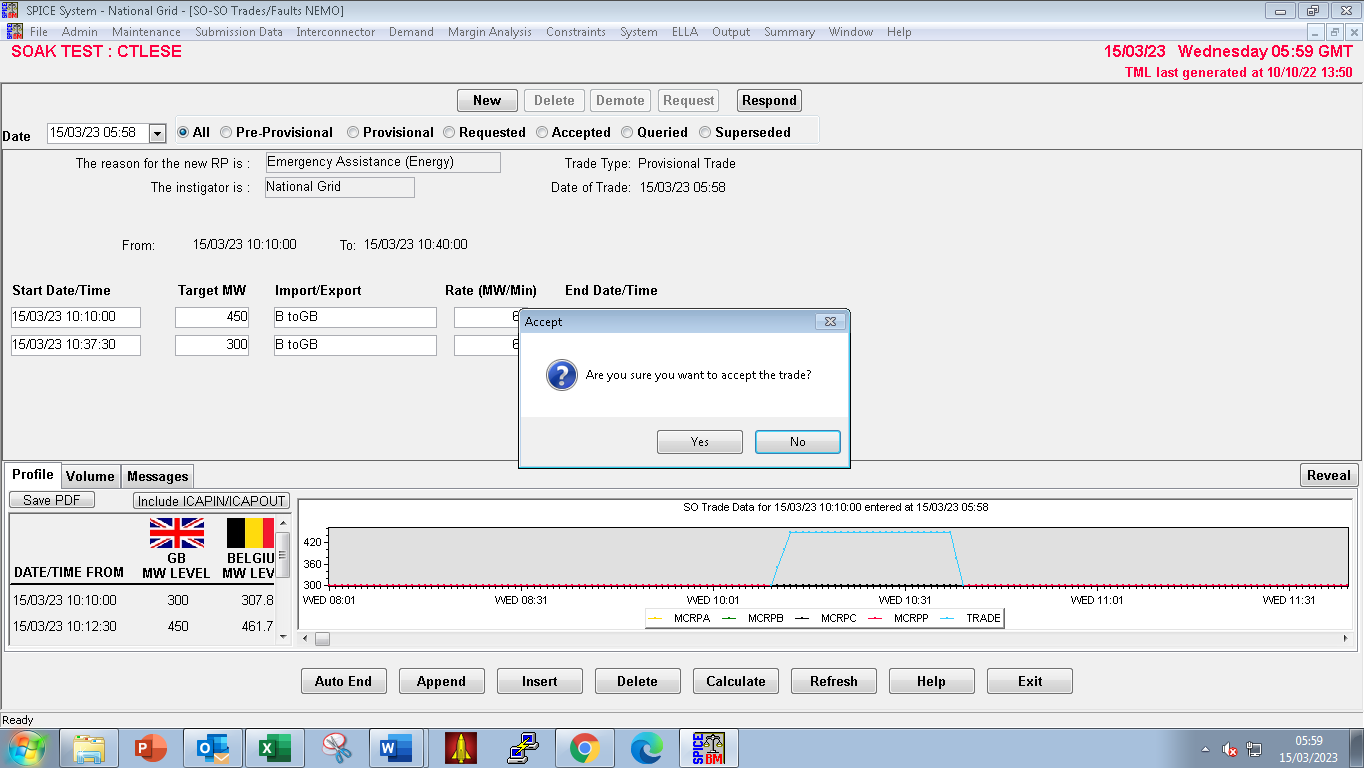 SPICE System - National Grid - [SO-SO Trades/Faults NEMO]
File Admin Maintenance Submission Data Interconnector Demand Margin Analysis Constraints System ELLA Output Summary Window Help
SOAK TEST : CTLESE
15/03/23 Wednesday 05:59 GMT
TML last generated at 10/10/22 13:50
New Delete Demote Request Respond
Date 15/03/23 05:58 All Pre-Provisional Provisional Requested Accepted Queried Superseded
The reason for the new RP is : Emergency Assistance (Energy) Trade Type: Provisional Trade
The instigator is : National Grid Date of Trade: 15/03/23 05:58
From: 15/03/23 10:10:00 To: 15/03/23 10:40:00
Start Date/Time Target MW Import/Export Rate (MW/Min) End Date/Time
15/03/23 10:10:00 450 B toGB
15/03/23 10:37:30 300 B toGB
Accept
Are you sure you want to accept the trade?
Yes No
Profile Volume Messages Reveal
Save PDF Include ICAPIN/ICAPOUT
GB BELGIU
DATE/TIME FROM MW LEVEL MW LEV
15/03/23 10:10:00 300 307.8
15/03/23 10:12:30 450 461.7
SO Trade Data for 15/03/23 10:10:00 entered at 15/03/23 05:58
420
360
300
WED 08:01 WED 08:31 WED 10:01 WED 10:31 WED 11:01 WED 11:31
MCRPA MCRPB MCRPC MCRPP TRADE
Auto End Append Insert Delete Calculate Refresh Help Exit
Ready
SPICE
BMI
05:59
15/03/2023